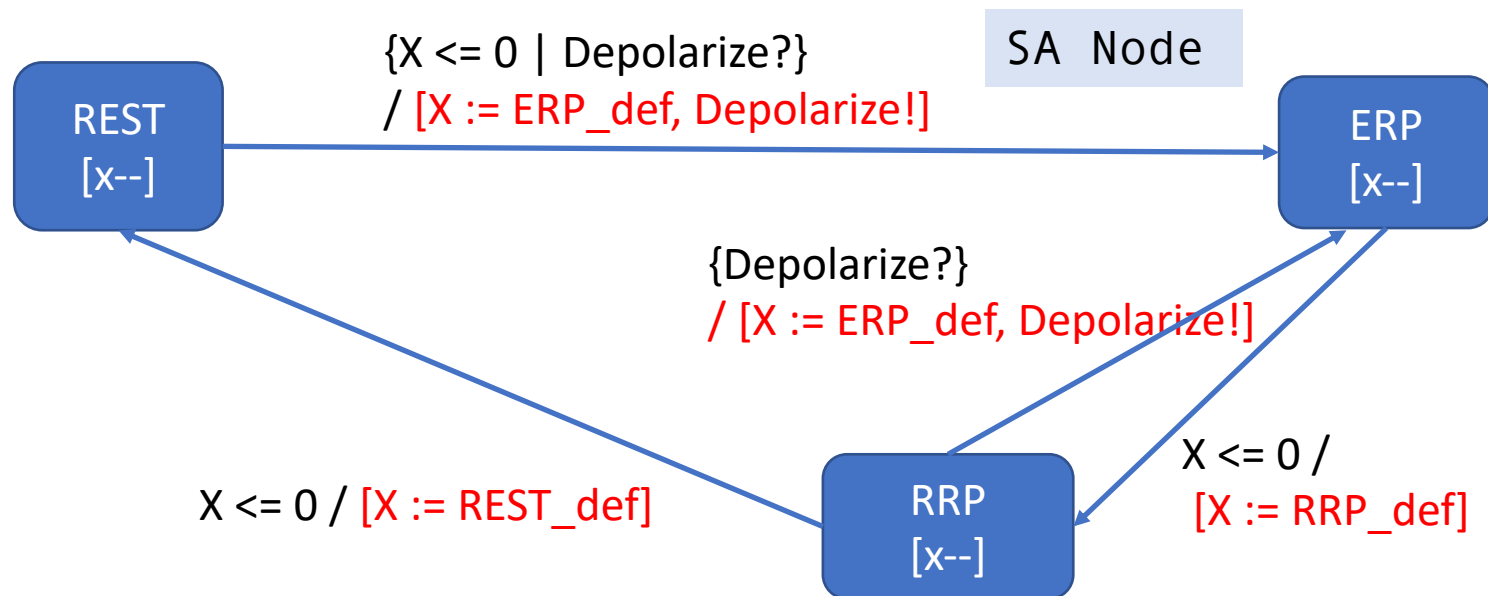 SA Node
{X <= 0 | Depolarize?}
/ [X := ERP_def, Depolarize!]
REST
[x--]
ERP
[x--]
{Depolarize?}
/ [X := ERP_def, Depolarize!]
X <= 0 /
[X := RRP_def]
X <= 0 / [X := REST_def]
RRP
[x--]